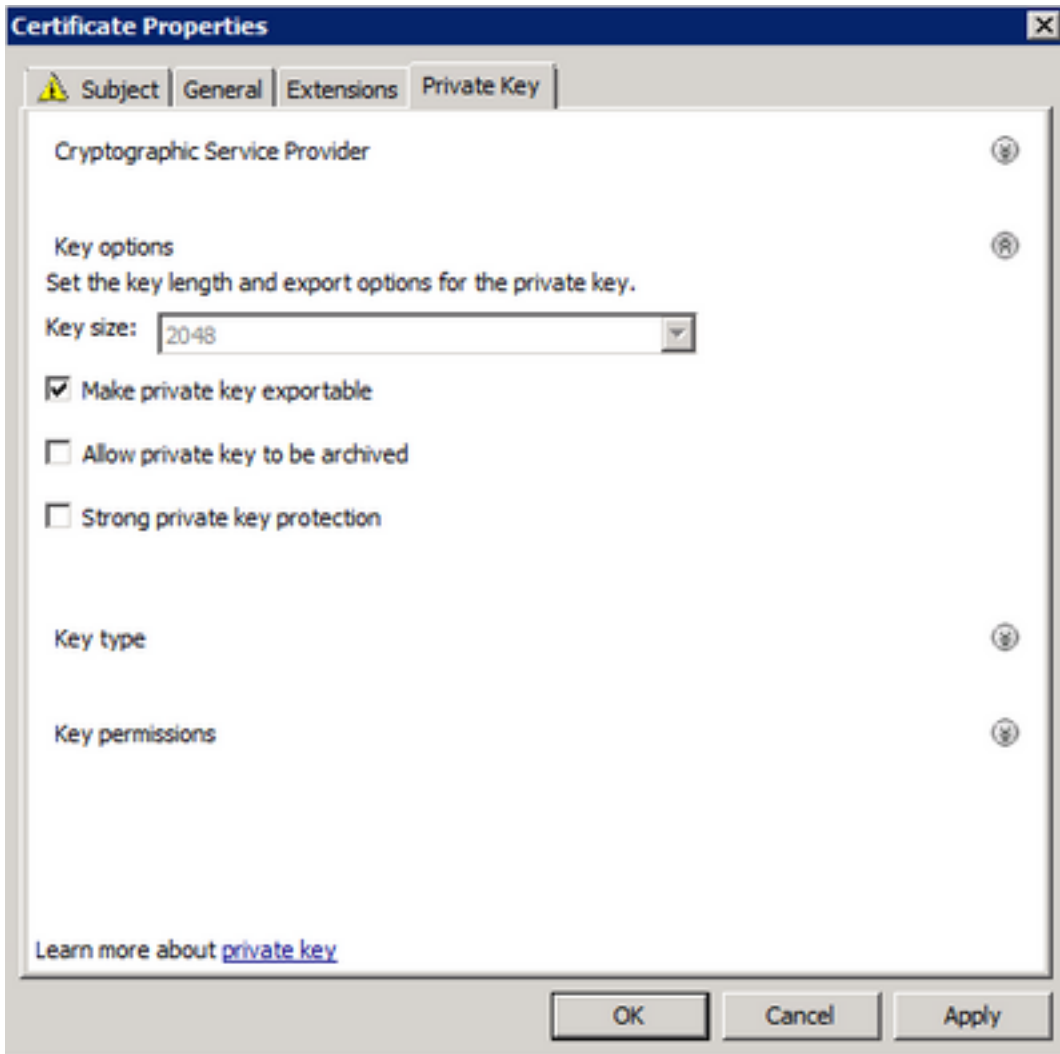 Certificate Properties
Subject General Extensions Private Key
Cryptographic Service Provider
Key options
Set the key length and export options for the private key.
Key size: 2048
Make private key exportable
Allow private key to be archived
Strong private key protection
Key type
Key permissions
Learn more about private key
OK Cancel Apply